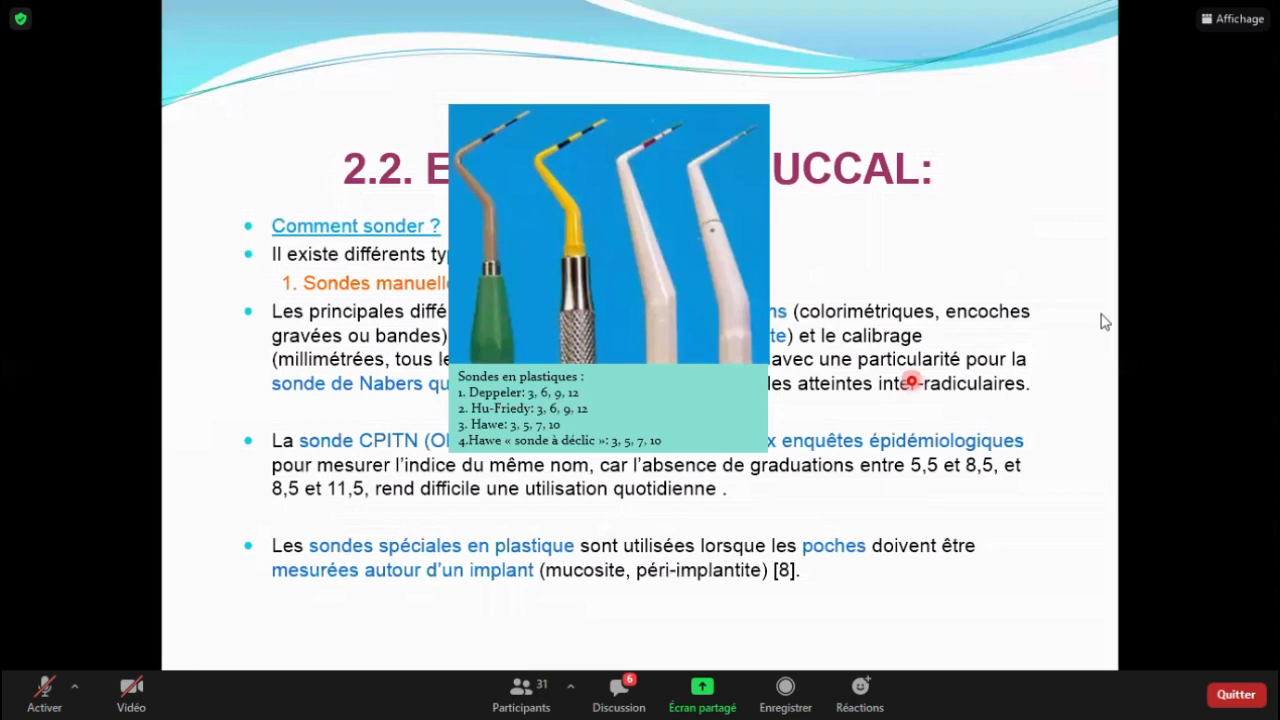 Affichage
2.2. E
UCCAL:
Comment sonder ?
Il existe différents ty
1. Sondes manuell
Les principales diffé
ns (colorimétriques, encoches
gravées ou bandes)
te) et le calibrage
(millimétrées, tous le
avec une particularité pour la
sonde de Nabers qu
les atteintes inter-radiculaires.
Sondes en plastiques :
1. Deppeler: 3, 6, 9, 12
2. Hu-Friedy: 3, 6, 9, 12
3. Hawe: 3, 5, 7, 10
4.Hawe « sonde à déclic »: 3, 5, 7, 10
La sonde CPITN (O
x enquêtes épidémiologiques
pour mesurer l’indice du même nom, car l’absence de graduations entre 5,5 et 8,5, et
8,5 et 11,5, rend difficile une utilisation quotidienne .
Les sondes spéciales en plastique sont utilisées lorsque les poches doivent être
mesurées autour d’un implant (mucosite, péri-implantite) [8].
Activer
Vidéo
Participants 31
Discussion 6
Écran partagé
Enregistrer
Réactions
Quitter